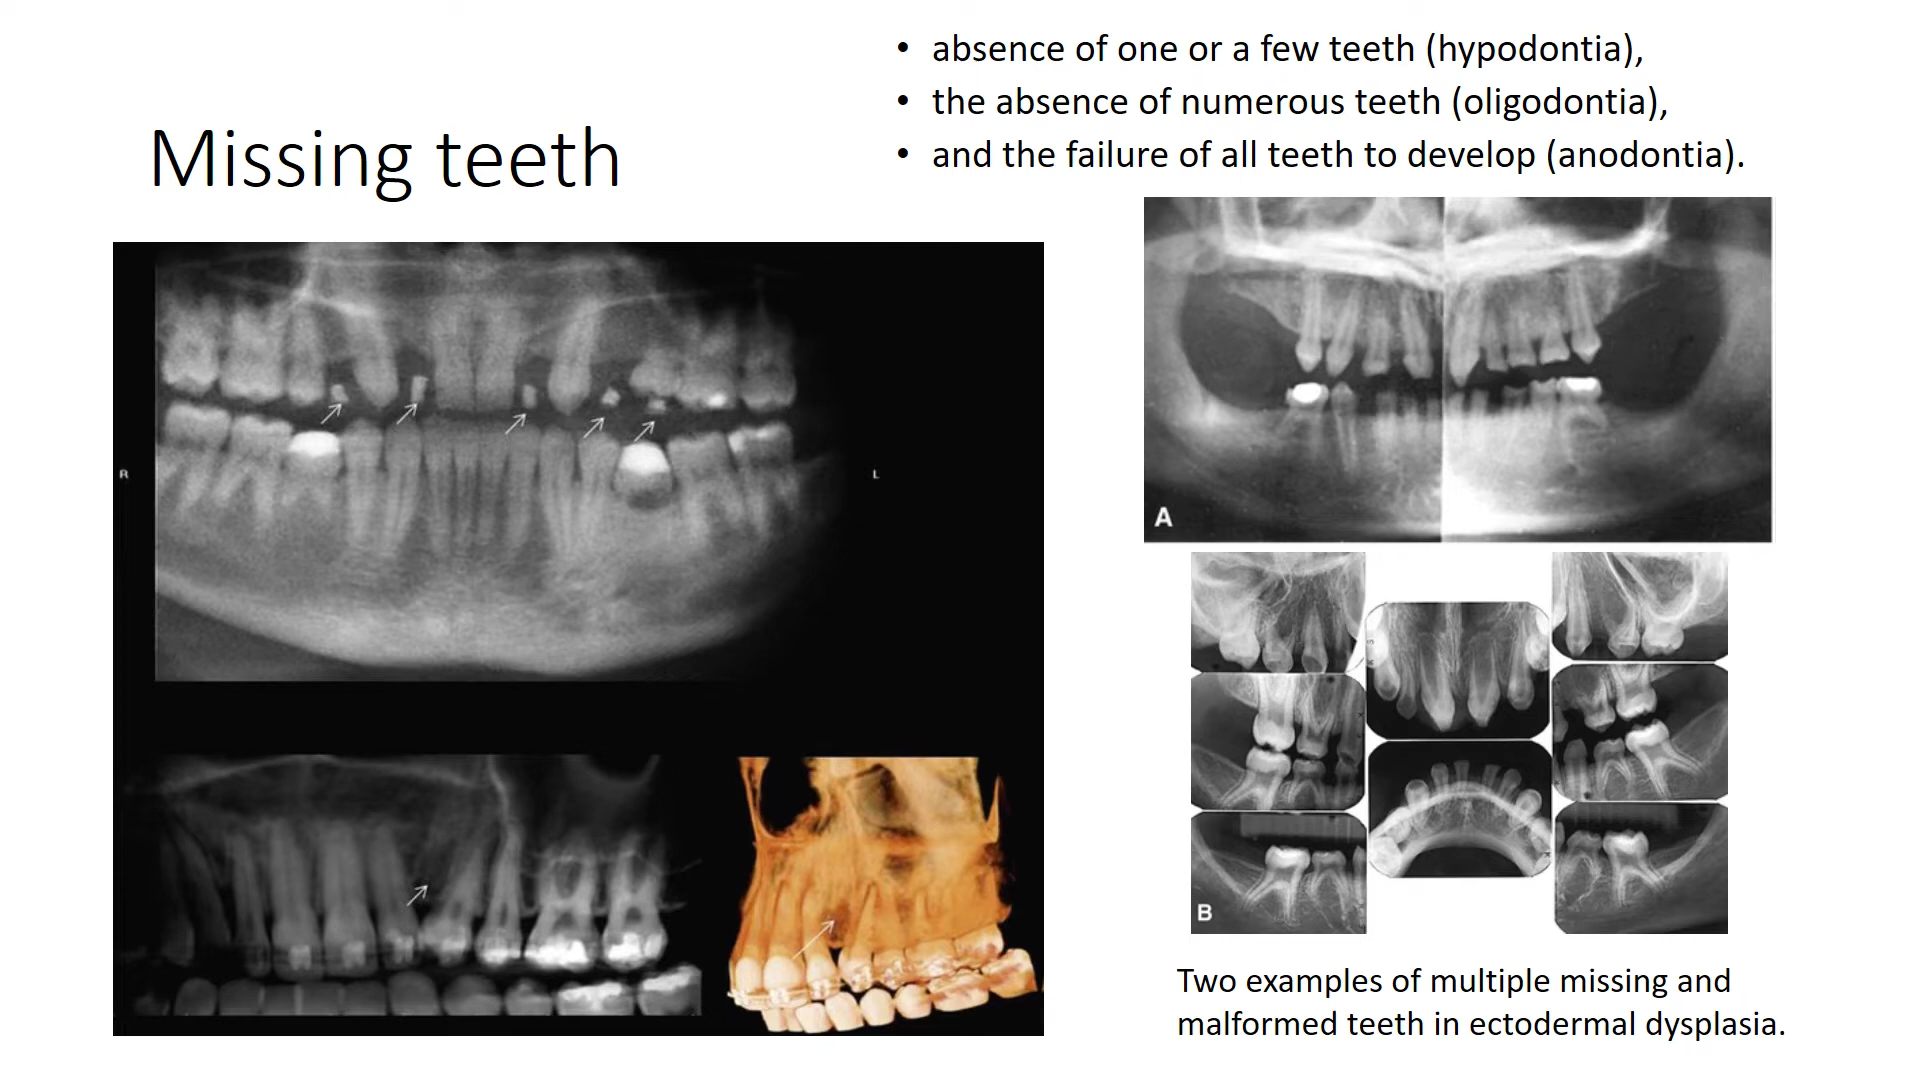 Missing teeth
• absence of one or a few teeth (hypodontia),
• the absence of numerous teeth (oligodontia),
• and the failure of all teeth to develop (anodontia).
R
L
A
B
Two examples of multiple missing and
malformed teeth in ectodermal dysplasia.